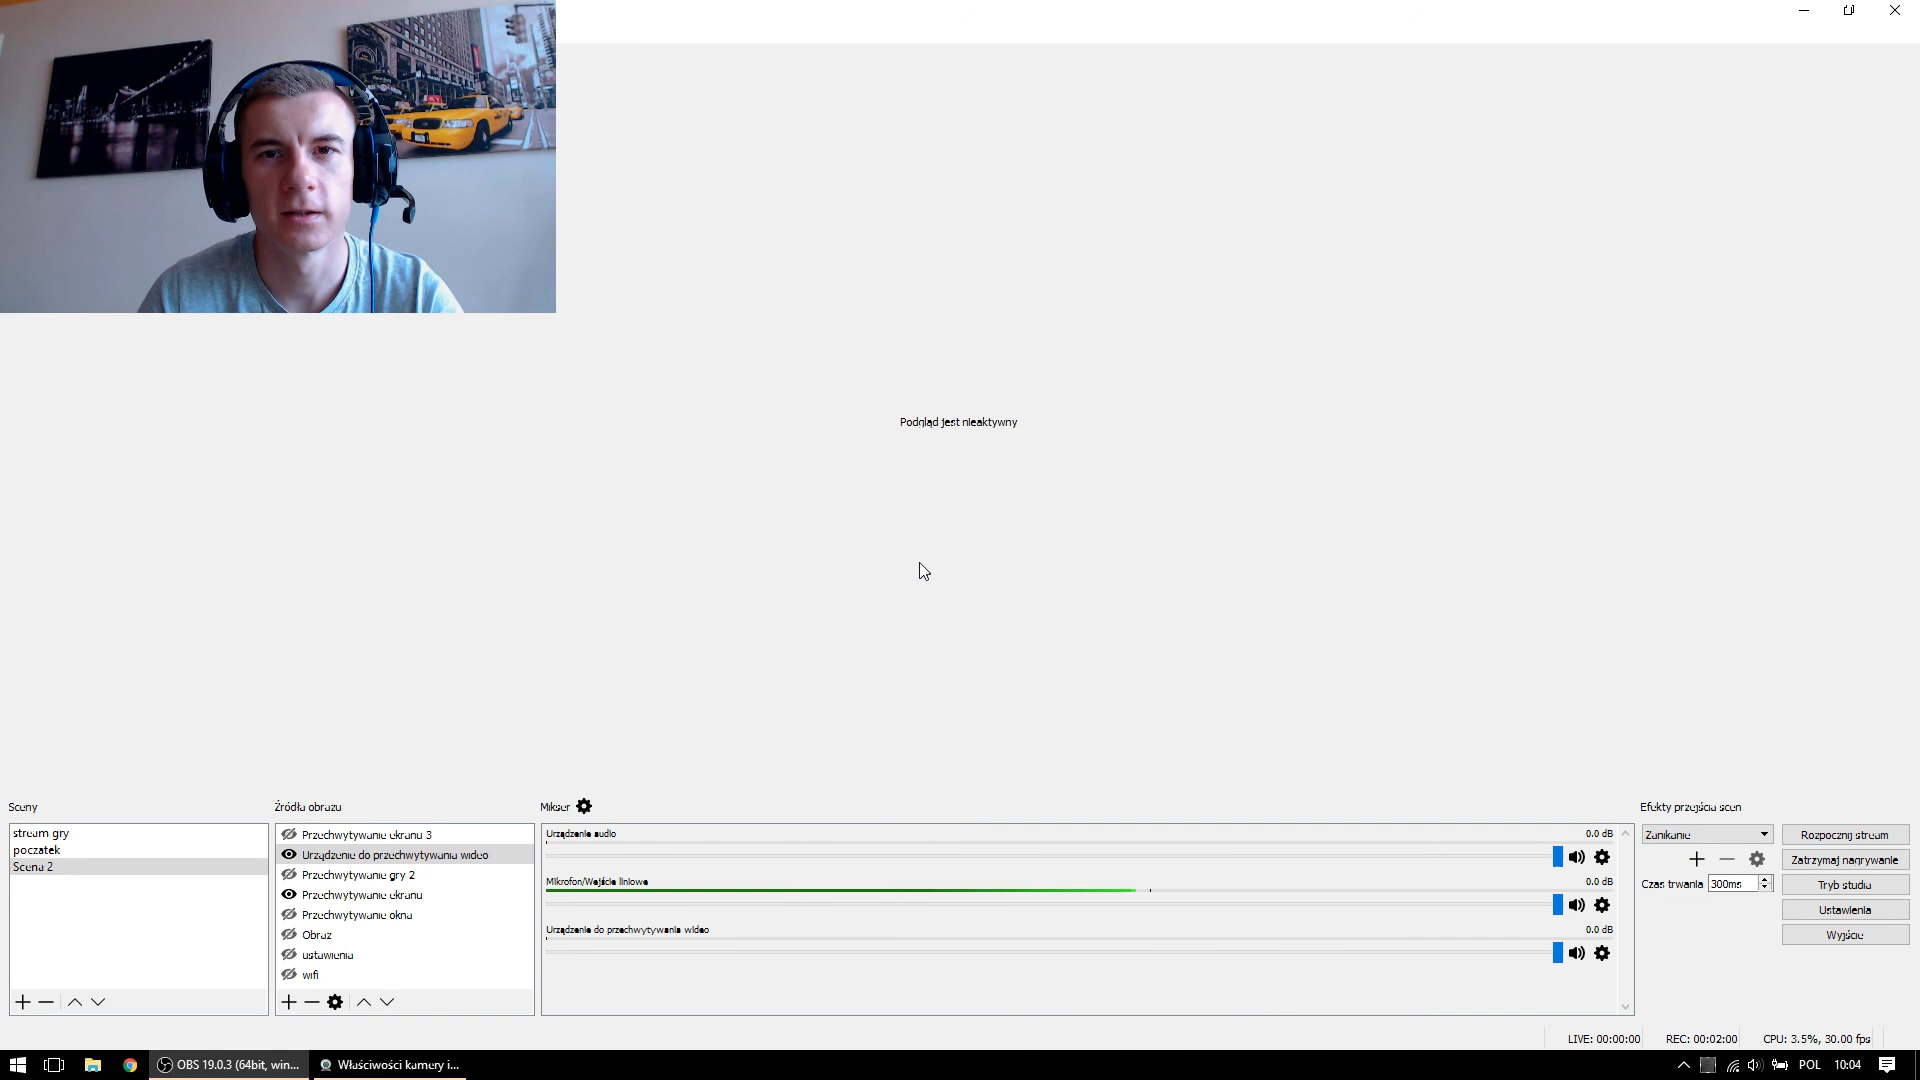 Podgląd jest nieaktywny
Sceny
stream gry
poczatek
Scena 2
Źródła obrazu
Przechwytywanie ekranu 3
Urządzenie do przechwytywania wideo
Przechwytywanie gry 2
Przechwytywanie ekranu
Przechwytywanie okna
Obraz
ustawienia
wifi
Mikser
Urządzenie audio
0.0 dB
Mikrofon/Wejście liniowe
0.0 dB
Urządzenie do przechwytywania wideo
0.0 dB
Efekty przejścia scen
Zanikanie
Czas trwania 300ms
Rozpocznij stream
Zatrzymaj nagrywanie
Tryb studia
Ustawienia
Wyjście
LIVE: 00:00:00 REC: 00:02:00 CPU: 3.5%, 30.00 fps
OBS 19.0.3 (64bit, win... Właściwości kamery i... POL 10:04